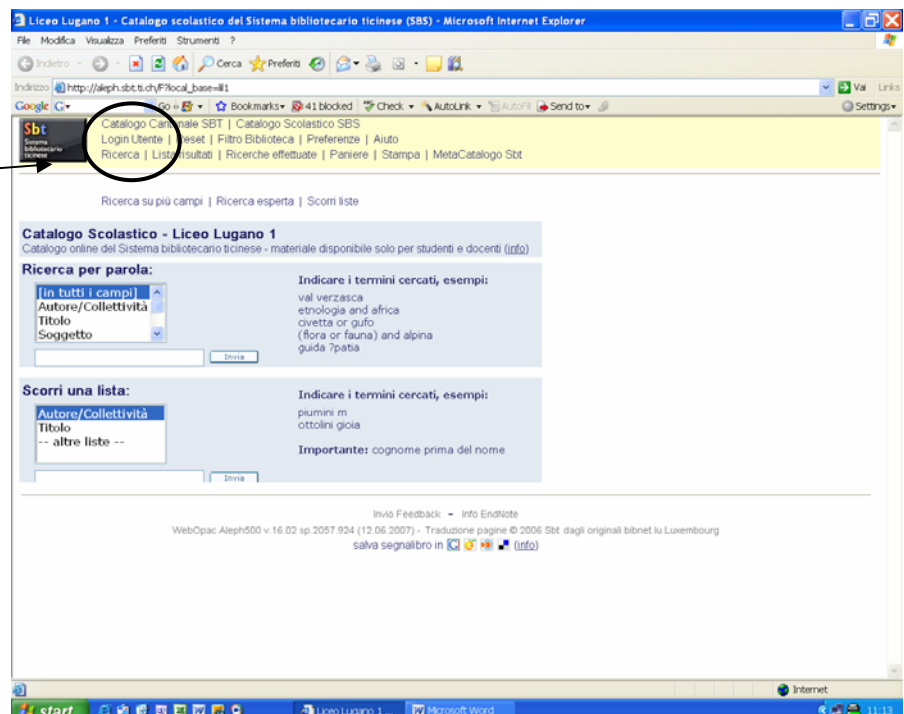 Liceo Lugano 1 - Catalogo scolastico del Sistema bibliotecario ticinese (SBS) - Microsoft Internet Explorer
File Modifica Visualizza Preferiti Strumenti ?
Indietro Cerca Preferiti
Indirizzo http://aleph.sbt.ti.ch/F?local_base=lil1 Vai Links
Google G Go Bookmarks 41 blocked Check AutoLink AutoFill Send to Settings
Sbt
Sistema
bibliotecario
ticinese
Catalogo Cantonale SBT | Catalogo Scolastico SBS
Login Utente | Reset | Filtro Biblioteca | Preferenze | Aiuto
Ricerca | Lista risultati | Ricerche effettuate | Paniere | Stampa | MetaCatalogo Sbt
Ricerca su più campi | Ricerca esperta | Scorri liste
Catalogo Scolastico - Liceo Lugano 1
Catalogo online del Sistema bibliotecario ticinese - materiale disponibile solo per studenti e docenti (info)
Ricerca per parola:
[in tutti i campi]
Autore/Collettività
Titolo
Soggetto
Invia
Indicare i termini cercati, esempi:
val verzasca
etnologia and africa
civetta or gufo
(flora or fauna) and alpina
guida ?patia
Scorri una lista:
Autore/Collettività
Titolo
-- altre liste --
Invia
Indicare i termini cercati, esempi:
piumini m
ottolini gioia
Importante: cognome prima del nome
Invio Feedback - Info EndNote
WebOpac Aleph500 v.16.02 sp.2057.924 (12.06.2007) - Traduzione pagine © 2006 Sbt dagli originali bibnet.lu Luxembourg
salva segnalibro in (info)
Internet
start Liceo Lugano 1 ... Microsoft Word 11:13